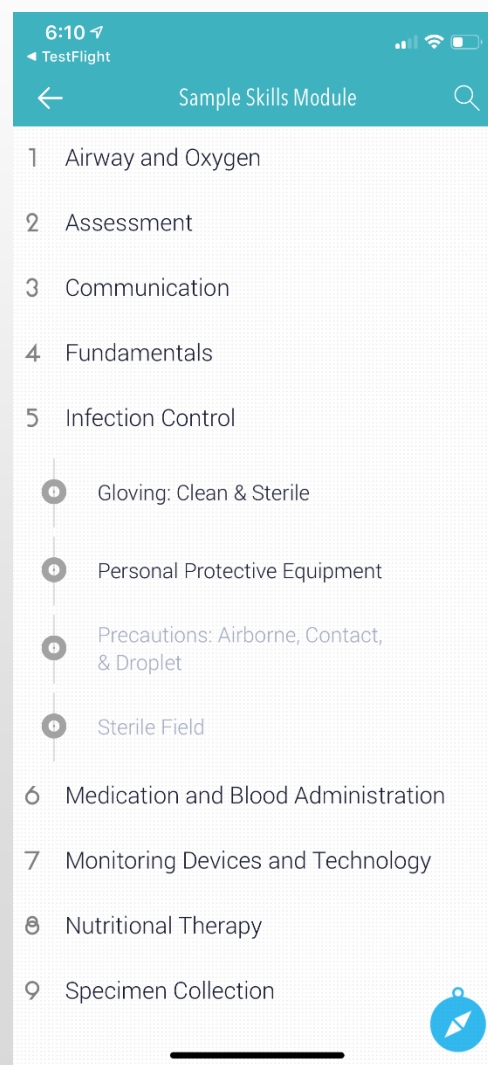 6:10
◀ TestFlight
Sample Skills Module
1 Airway and Oxygen
2 Assessment
3 Communication
4 Fundamentals
5 Infection Control
Gloving: Clean & Sterile
Personal Protective Equipment
Precautions: Airborne, Contact,
& Droplet
Sterile Field
6 Medication and Blood Administration
7 Monitoring Devices and Technology
8 Nutritional Therapy
9 Specimen Collection